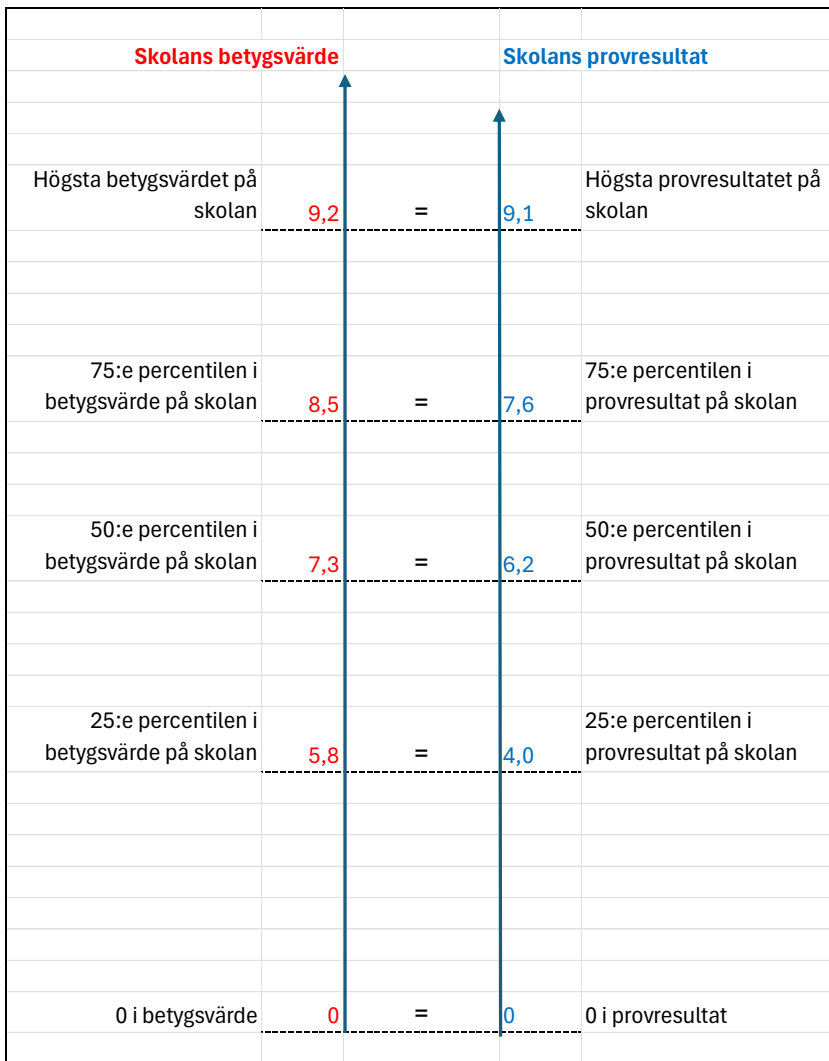 Skolans betygsvärde Skolans provresultat
Högsta betygsvärdet på Högsta provresultatet på
skolan 9,2 = 9,1 skolan
75:e percentilen i 75:e percentilen i
betygsvärde på skolan 8,5 = 7,6 provresultat på skolan
50:e percentilen i 50:e percentilen i
betygsvärde på skolan 7,3 = 6,2 provresultat på skolan
25:e percentilen i 25:e percentilen i
betygsvärde på skolan 5,8 = 4,0 provresultat på skolan
0 i betygsvärde 0 = 0 0 i provresultat